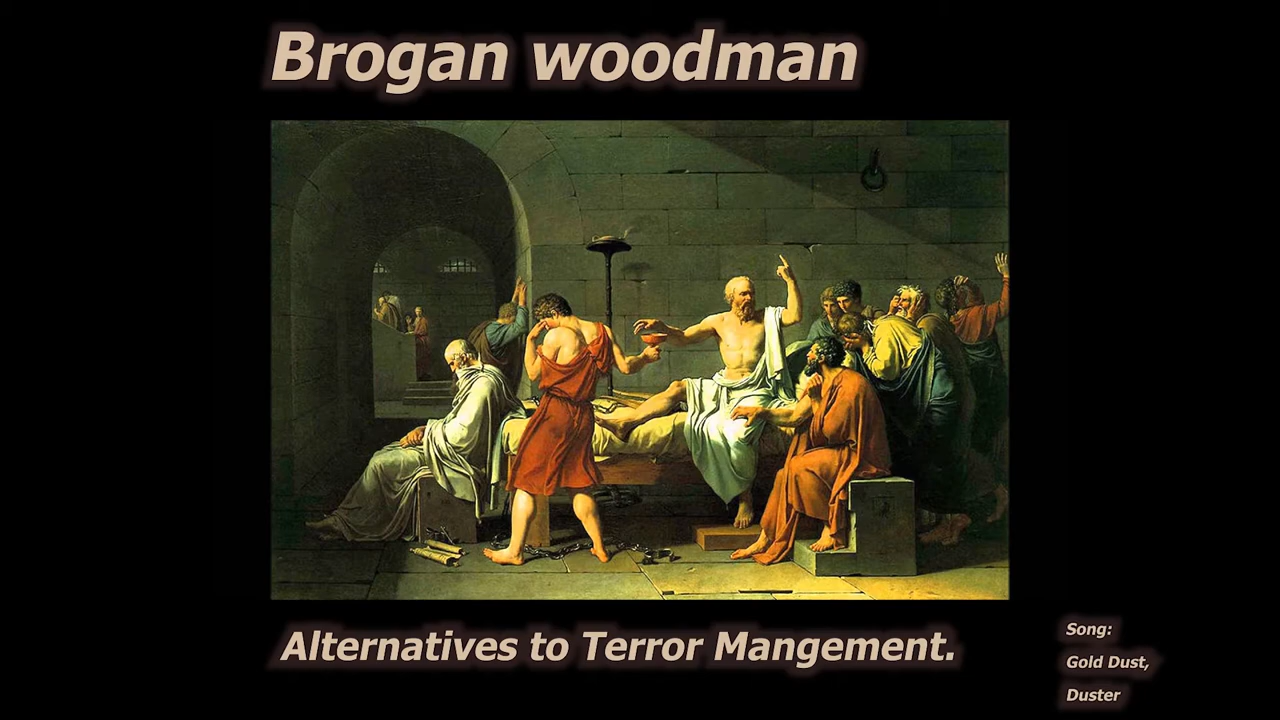 Brogan woodman
Alternatives to Terror Mangement.
Song:
Gold Dust,
Duster